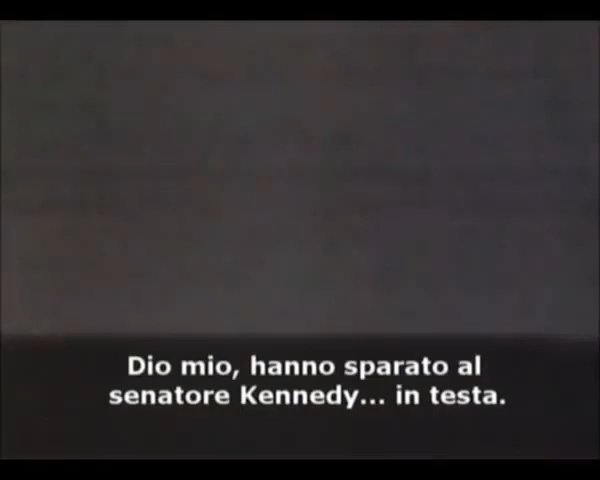 Dio mio, hanno sparato al
senatore Kennedy... in testa.